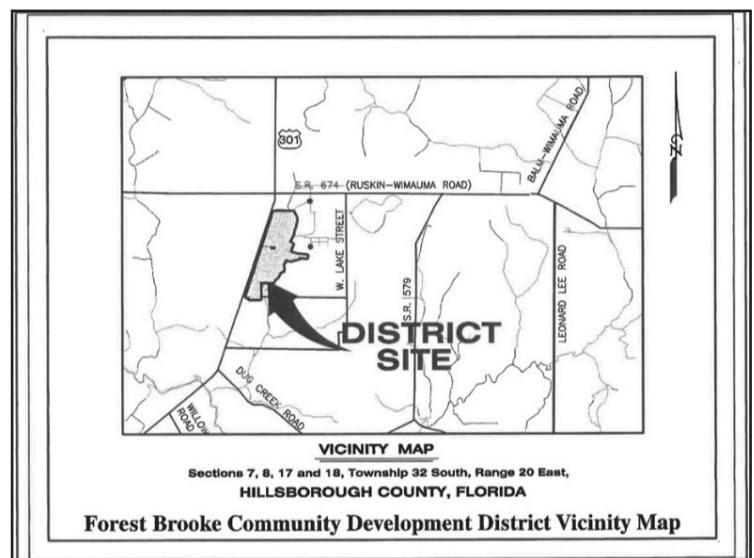 301
BALM-WIMAUMA ROAD
S.R. 674 (RUSKIN-WIMAUMA ROAD)
W. LAKE STREET
S.R. 579
LEONARD LEE ROAD
DISTRICT
SITE
DUG CREEK ROAD
WILLOW
ROAD
VICINITY MAP
Sections 7, 8, 17 and 18, Township 32 South, Range 20 East,
HILLSBOROUGH COUNTY, FLORIDA
Forest Brooke Community Development District Vicinity Map